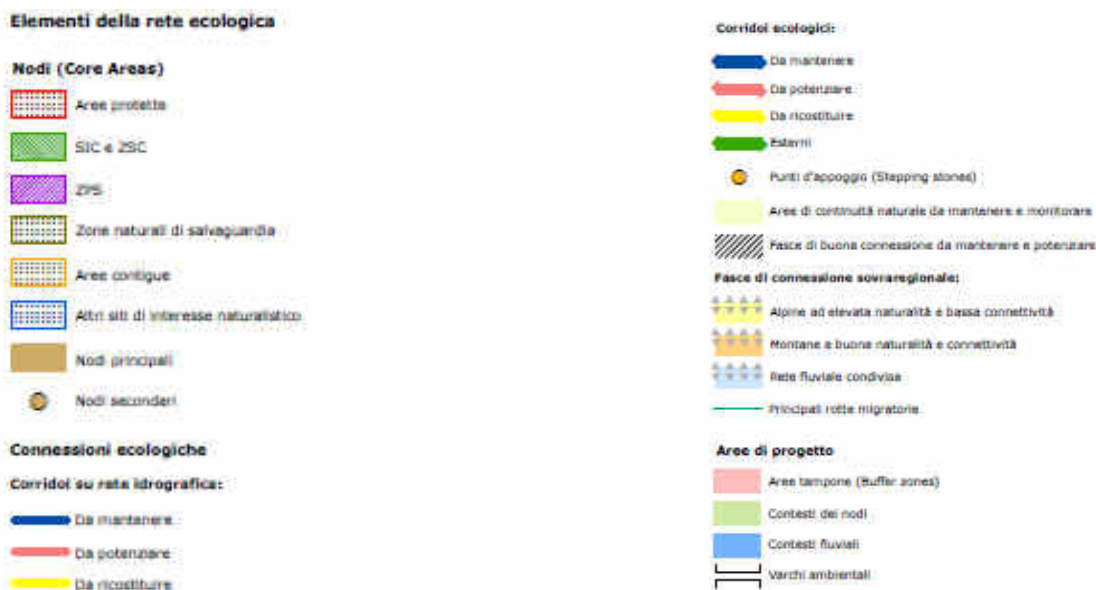 Elementi della rete ecologica
Nodi (Core Areas)
Aree protette
SIC e ZSC
ZPS
Zone naturali di salvaguardia
Aree contigue
Altri siti di interesse naturalistico
Nodi principali
Nodi secondari
Connessioni ecologiche
Corridoi su rete idrografica:
Da mantenere
Da potenziare
Da ricostituire
Corridoi ecologici:
Da mantenere
Da potenziare
Da ricostituire
Esterni
Punti d'appoggio (Stepping stones)
Aree di continuità naturale da mantenere e monitorare
Fasce di buona connessione da mantenere e potenziare
Fasce di connessione sovraregionale:
Alpine ad elevata naturalità e bassa connettività
Montane a buona naturalità e connettività
Rete fluviale condivisa
Principali rotte migratorie
Aree di progetto
Aree tampone (Buffer zones)
Contesti dei nodi
Contesti fluviali
Varchi ambientali